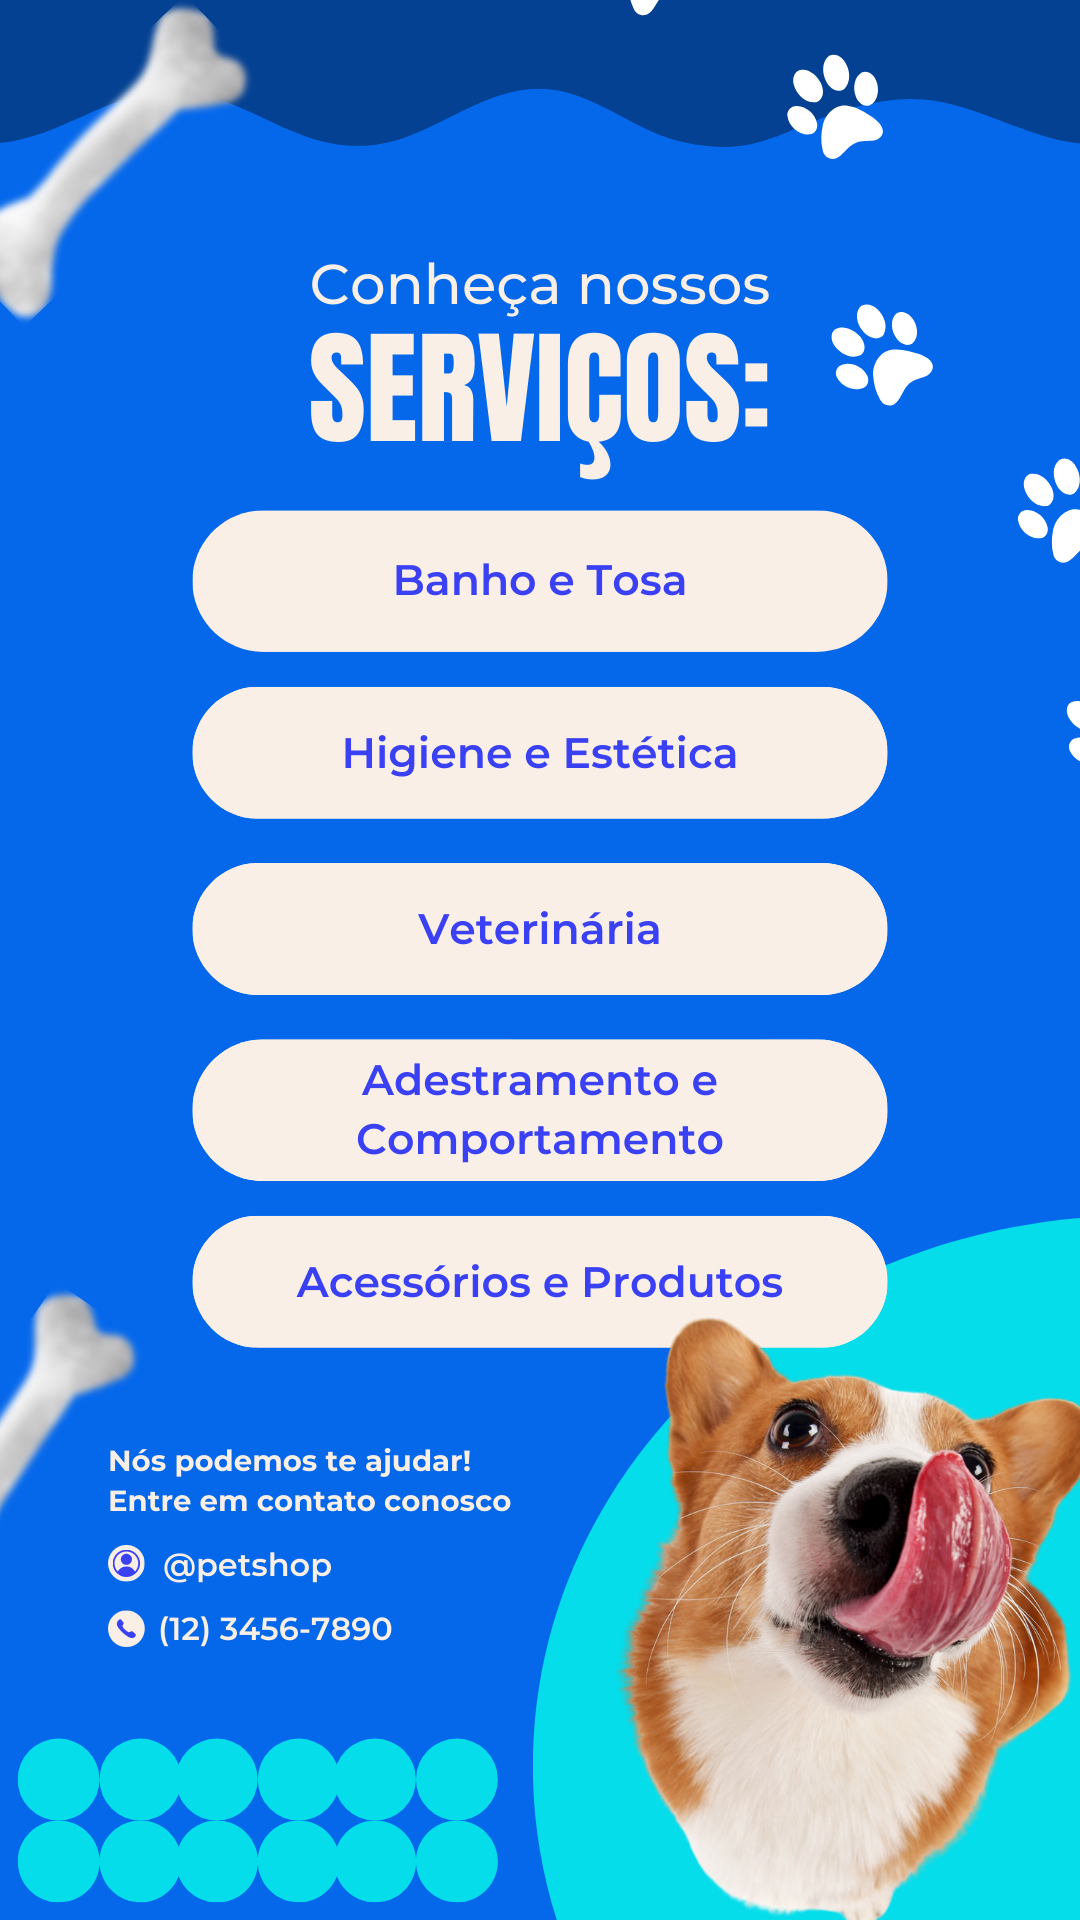 Conheça nossos
SERVIÇOS:
Banho e Tosa
Higiene e Estética
Veterinária
Adestramento e
Comportamento
Acessórios e Produtos
Nós podemos te ajudar!
Entre em contato conosco
@petshop
(12) 3456-7890